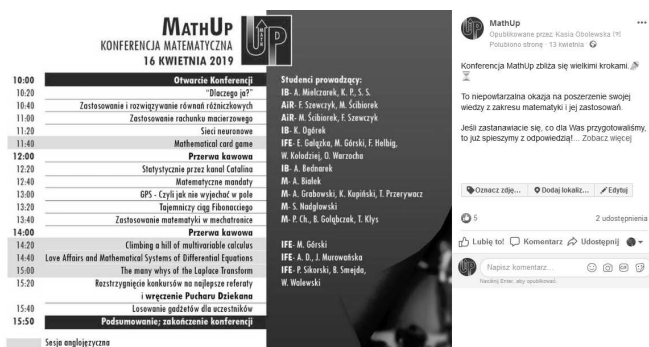 MATHUP
KONFERENCJA MATEMATYCZNA
16 KWIETNIA 2019
MATH
UP
10:00 Otwarcie Konferencji
10:20 "Dlaczego ja?"
10:40 Zastosowanie i rozwiązywanie równań różniczkowych
11:00 Zastosowanie rachunku macierzowego
11:20 Sieci neuronowe
11:40 Mathematical card game
12:00 Przerwa kawowa
12:20 Statystycznie przez kanał Catalina
12:40 Matematyczne mandaty
13:00 GPS - Czyli jak nie wyjechać w pole
13:20 Tajemniczy ciąg Fibonacciego
13:40 Zastosowanie matematyki w mechatronice
14:00 Przerwa kawowa
14:20 Climbing a hill of multivariable calculus
14:40 Love Affairs and Mathematical Systems of Differential Equations
15:00 The many whys of the Laplace Transform
15:20 Rozstrzygnięcie konkursów na najlepsze referaty
i wręczenie Pucharu Dziekana
15:40 Losowanie gadżetów dla uczestników
15:50 Podsumowanie; zakończenie konferencji
Sesja anglojęzyczna
Studenci prowadzący:
IB- A. Mielczarek, K. P., S. S.
AiR- F. Szewczyk, M. Ścibiorek
AiR- M. Ścibiorek, F. Szewczyk
IB- K. Ogórek
IFE- E. Gałązka, M. Górski, F. Helbig,
W. Kołodziej, O. Warzocha
IB- A. Bednarek
M- A. Białek
M- A. Grabowski, K. Kupiński, T. Przerywacz
M- S. Nadgłowski
M- P. Ch., B. Gołąbczak, T. Kłys
IFE- M. Górski
IFE- A. D., J. Murowańska
IFE- P. Sikorski, B. Smejda,
W. Walewski
MathUp
Opublikowane przez Kasia Obolewska [?]
Polubiono stronę · 13 kwietnia ·
Konferencja MathUp zbliża się wielkimi krokami.
To niepowtarzalna okazja na poszerzenie swojej
wiedzy z zakresu matematyki i jej zastosowań.
Jeśli zastanawiacie się, co dla Was przygotowaliśmy,
to już spieszymy z odpowiedzią!... Zobacz więcej
Oznacz zdję... Dodaj lokaliz... Edytuj
5 2 udostępnienia
Lubię to! Komentarz Udostępnij
Napisz komentarz...
GIF
Naciśnij Enter, aby opublikować.